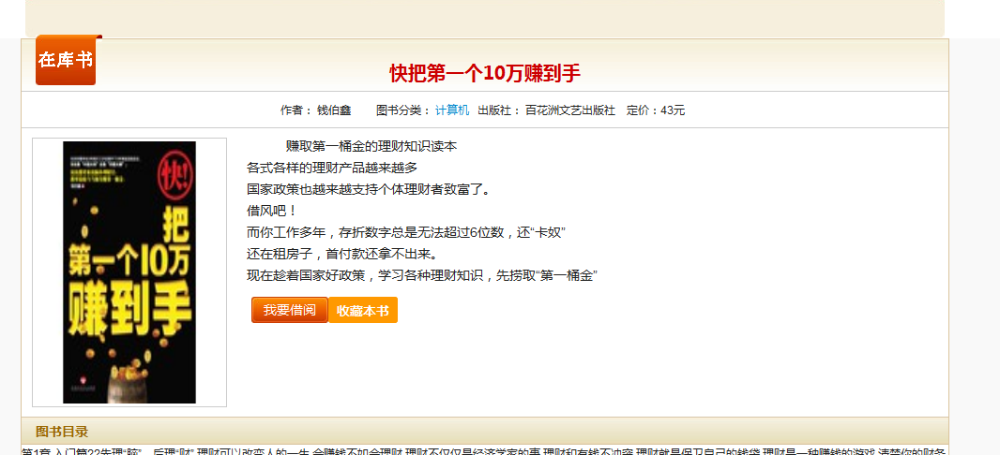 在库书
快把第一个10万赚到手
作者： 钱伯鑫 图书分类： 计算机 出版社： 百花洲文艺出版社 定价：43元
快!
把
第一个10万
赚到手
赚取第一桶金的理财知识读本
各式各样的理财产品越来越多
国家政策也越来越支持个体理财者致富了。
借风吧！
而你工作多年，存折数字总是无法超过6位数，还“卡奴”
还在租房子，首付款还拿不出来。
现在趁着国家好政策，学习各种理财知识，先捞取“第一桶金”
我要借阅 收藏本书
图书目录
第1章 入门篇22先理“脑”，后理“财” 理财可以改变人的一生 会赚钱不如会理财 理财不仅仅是经济学家的事 理财和有钱不冲突 理财就是保卫自己的钱袋 理财是一种赚钱的游戏 清楚你的财务